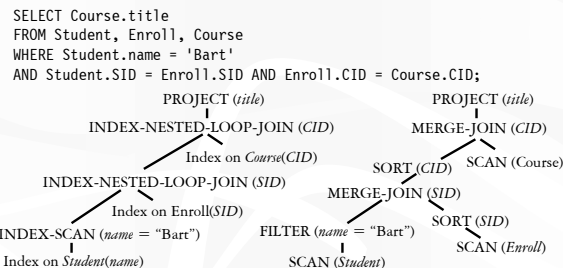 SELECT Course.title
FROM Student, Enroll, Course
WHERE Student.name = 'Bart'
AND Student.SID = Enroll.SID AND Enroll.CID = Course.CID;
PROJECT (title)
INDEX-NESTED-LOOP-JOIN (CID)
Index on Course(CID)
INDEX-NESTED-LOOP-JOIN (SID)
Index on Enroll(SID)
INDEX-SCAN (name = “Bart”)
Index on Student(name)
PROJECT (title)
MERGE-JOIN (CID)
SORT (CID)
SCAN (Course)
MERGE-JOIN (SID)
FILTER (name = “Bart”)
SORT (SID)
SCAN (Student)
SCAN (Enroll)